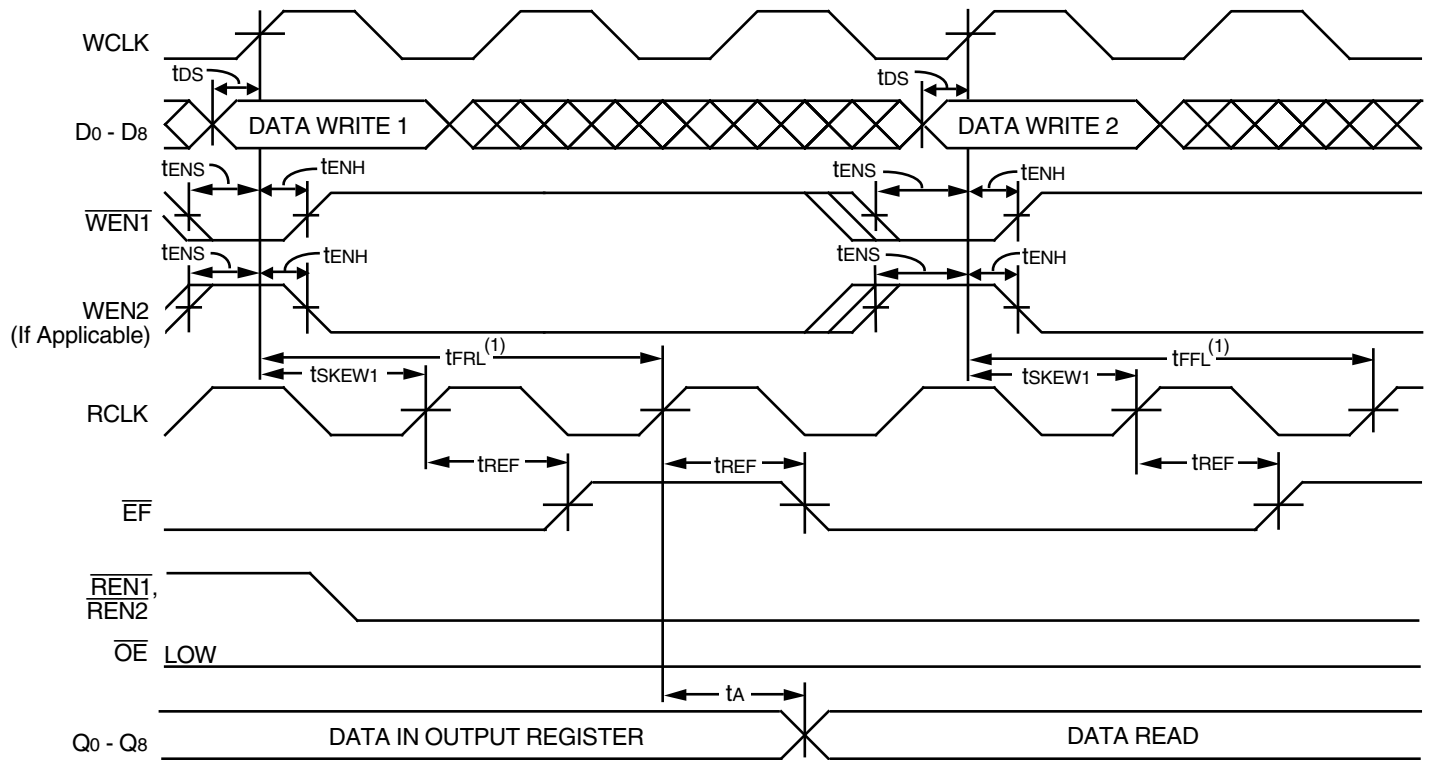 WCLK
tDS
tDS
D0 - D8
DATA WRITE 1
DATA WRITE 2
tENS
tENH
tENS
tENH
WEN1
tENS
tENH
tENS
tENH
WEN2
(If Applicable)
tFRL(1)
tFFL(1)
tSKEW1
tSKEW1
RCLK
tREF
tREF
tREF
EF
REN1,
REN2
OE
LOW
tA
Q0 - Q8
DATA IN OUTPUT REGISTER
DATA READ